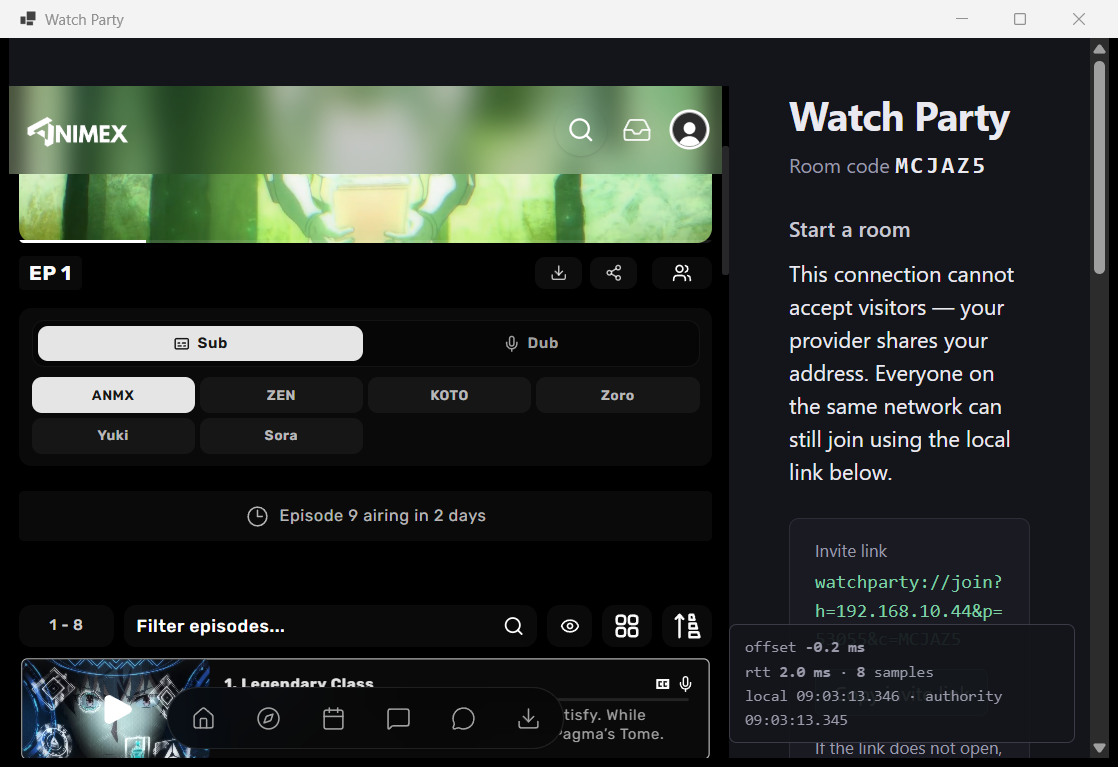 Watch Party
ANIMEX
EP 1
Sub
Dub
ANMX
ZEN
KOTO
Zoro
Yuki
Sora
Episode 9 airing in 2 days
1 - 8
Filter episodes...
1. Legendary Class
tisfy. While
Pagma's Tome.
Watch Party
Room code MCJAZ5
Start a room
This connection cannot
accept visitors — your
provider shares your
address. Everyone on
the same network can
still join using the local
link below.
Invite link
watchparty://join?
h=192.168.10.44&p=
53055&c=MCJAZ5
offset -0.2 ms
rtt 2.0 ms · 8 samples
local 09:03:13.346 · authority
09:03:13.345
If the link does not open,